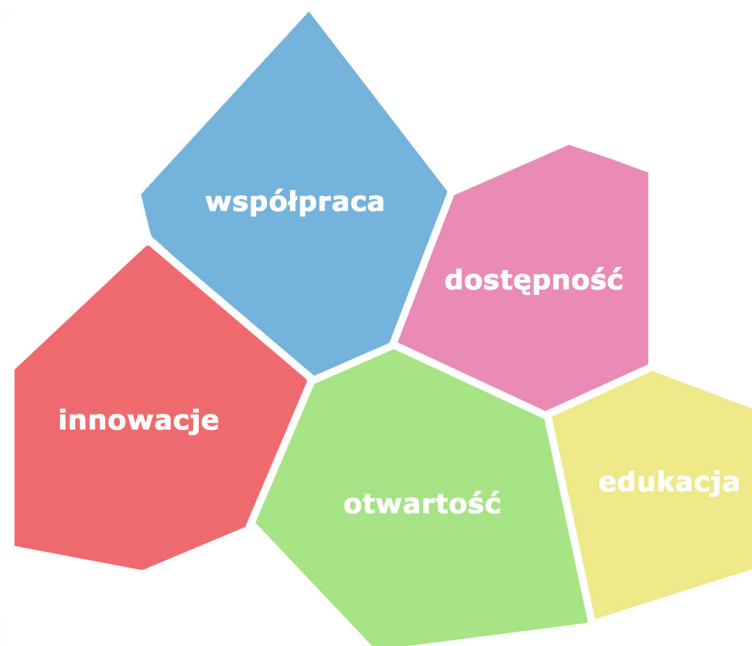 współpraca
dostępność
innowacje
otwartość
edukacja